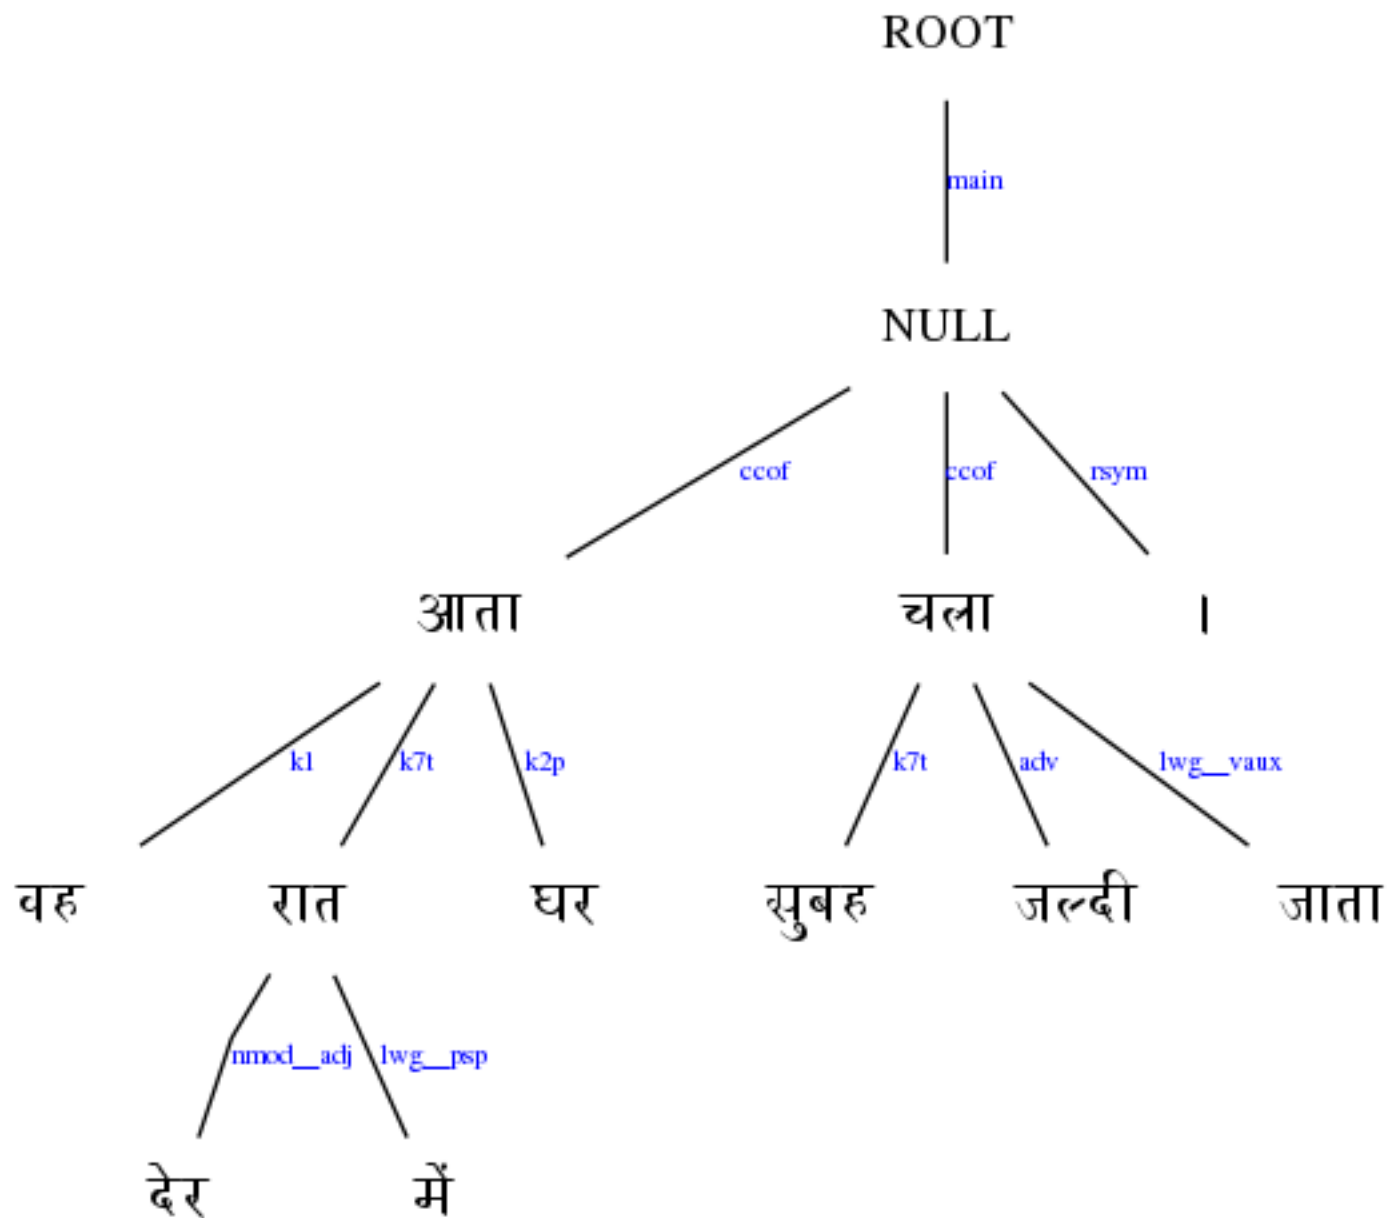 ROOT
main
NULL
ccof ccof rsym
आता चला ।
k1 k7t k2p k7t adv lwg__vaux
वह रात घर सुबह जल्दी जाता
nmod__adj lwg__psp
देर में